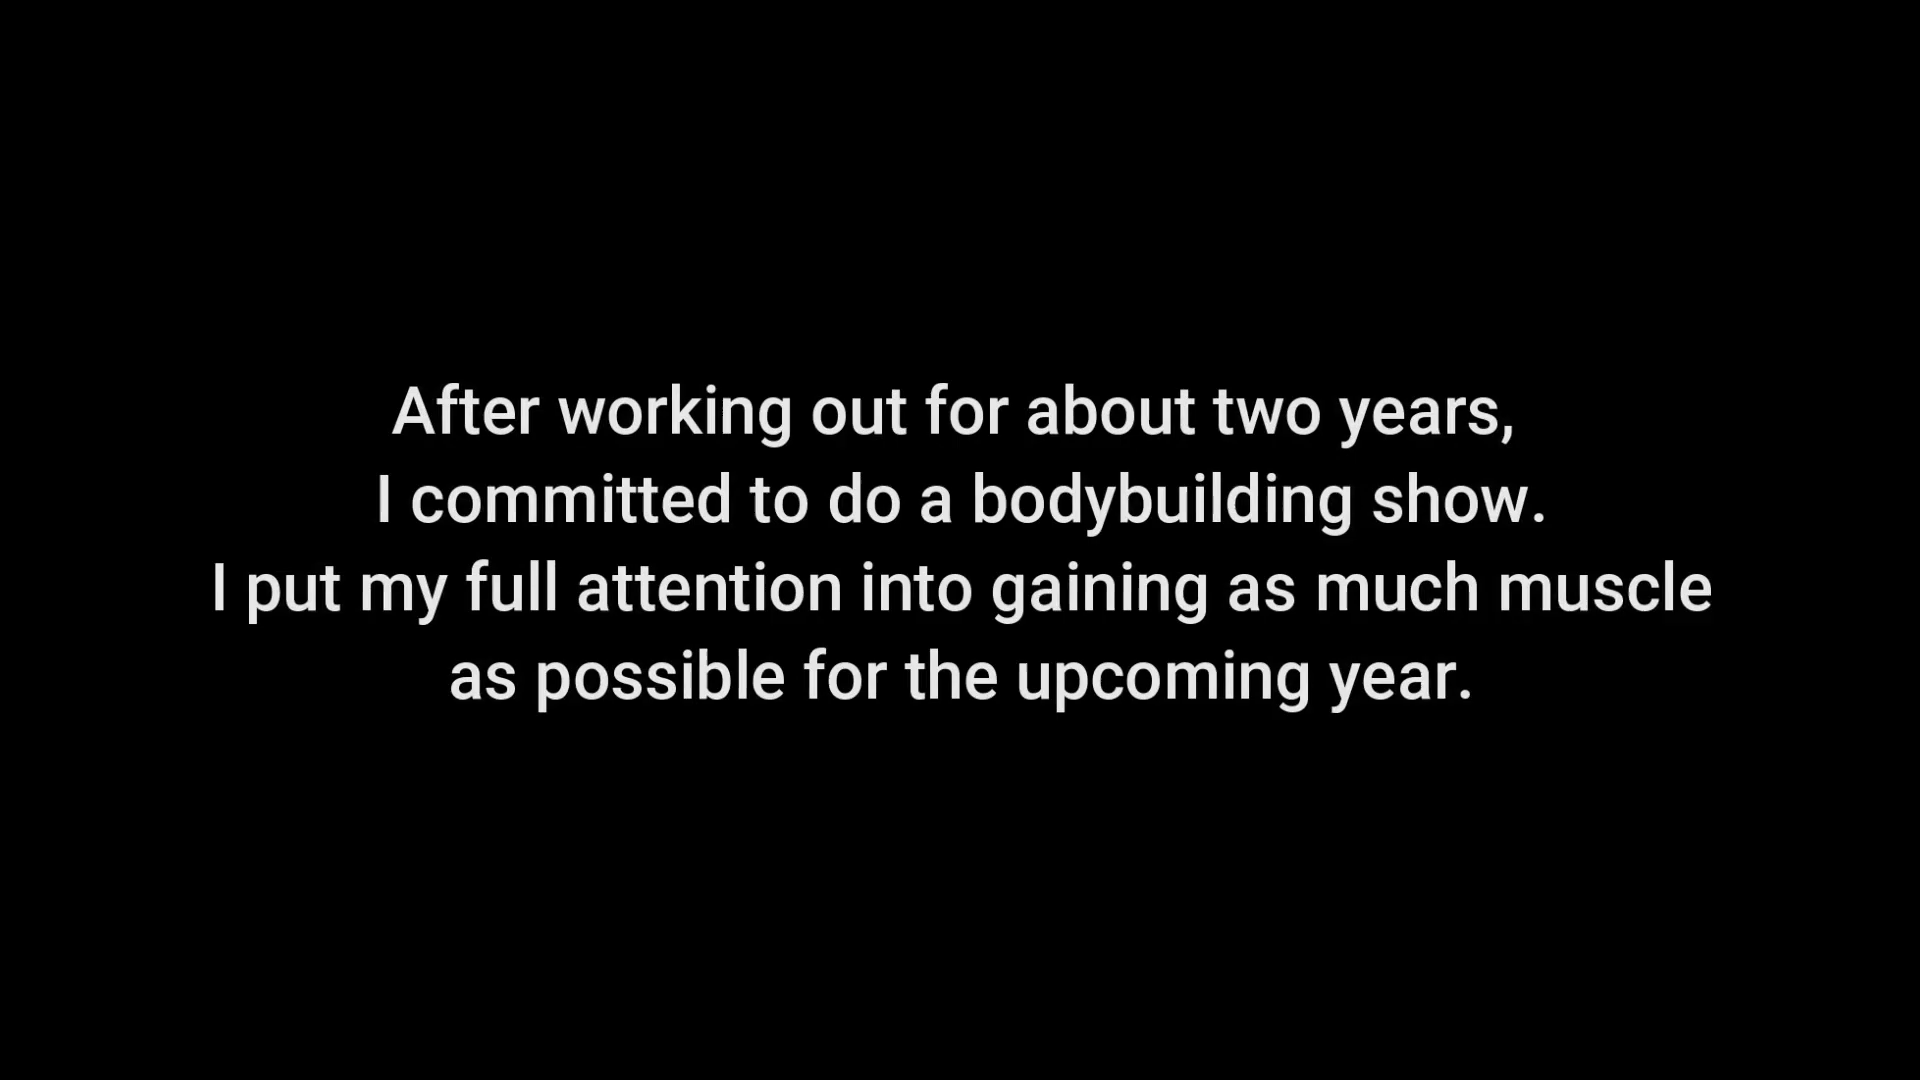 After working out for about two years,
I committed to do a bodybuilding show.
I put my full attention into gaining as much muscle
as possible for the upcoming year.